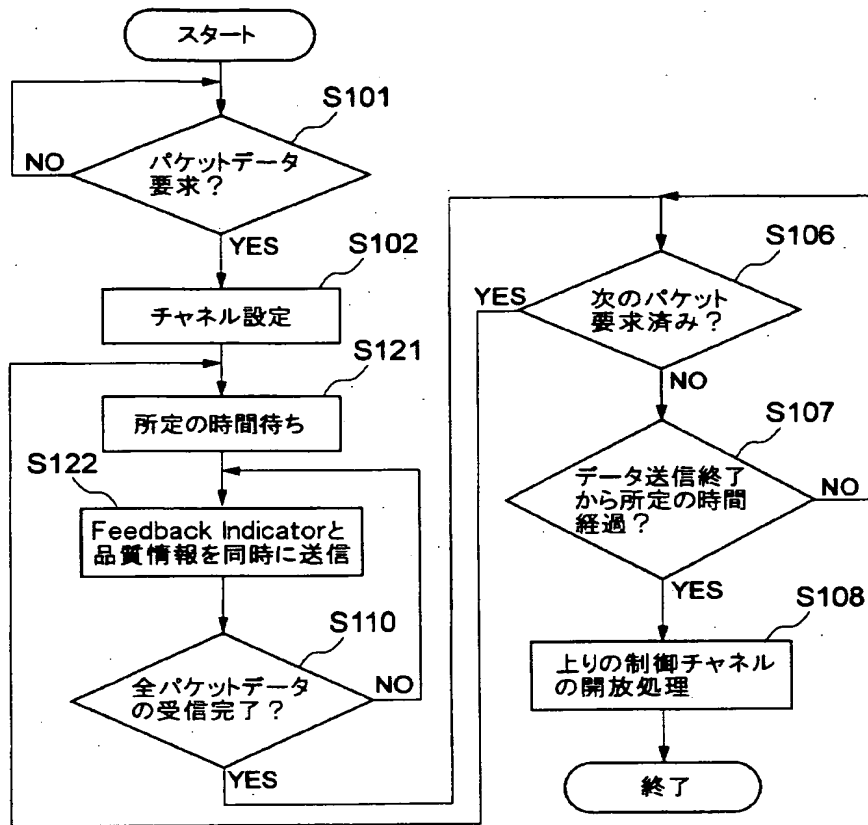 スタート
S101
パケットデータ
要求？
NO
YES
S102
チャネル設定
S121
所定の時間待ち
S122
Feedback Indicatorと
品質情報を同時に送信
S110
全パケットデータ
の受信完了？
NO
YES
S106
次のパケット
要求済み？
YES
NO
S107
データ送信終了
から所定の時間
経過？
NO
YES
S108
上りの制御チャネル
の開放処理
終了